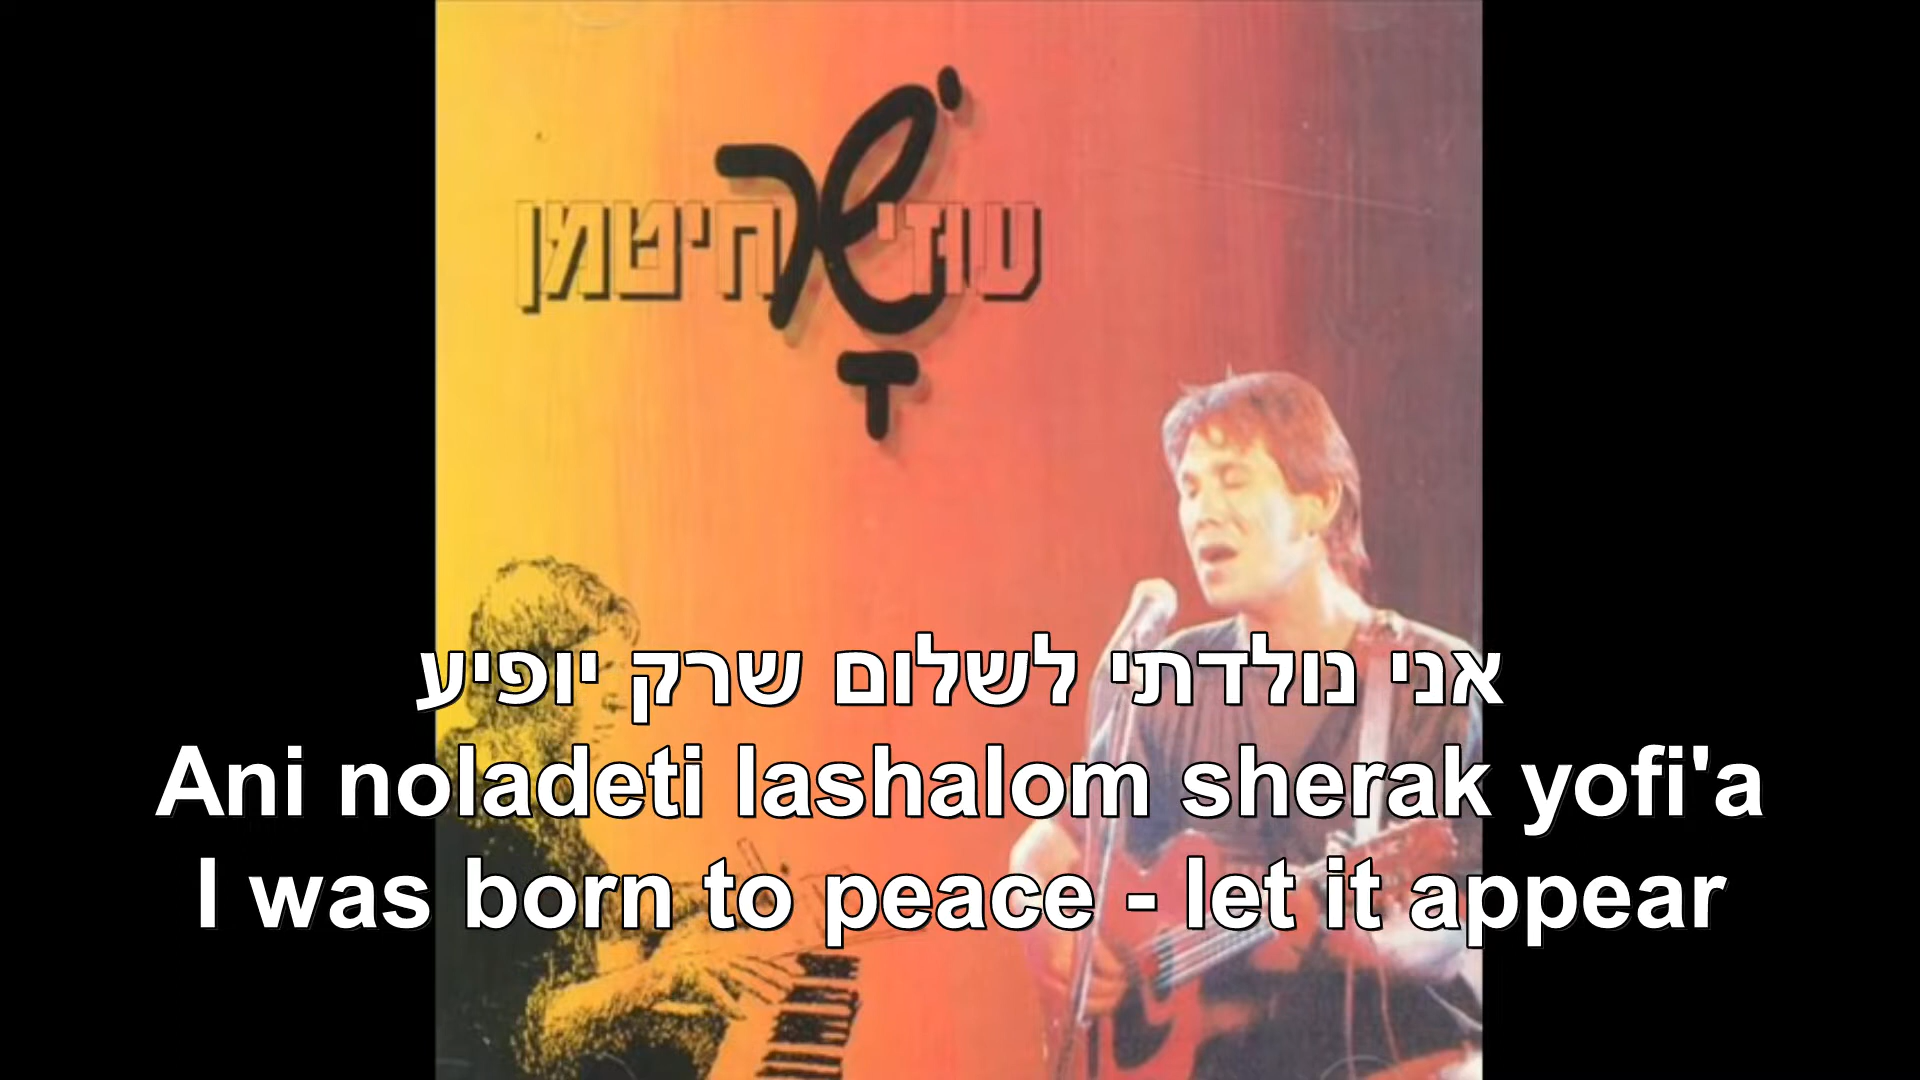 עוזי חיטמן
שר
אני נולדתי לשלום שרק יופיע
Ani noladeti lashalom sherak yofi'a
I was born to peace - let it appear